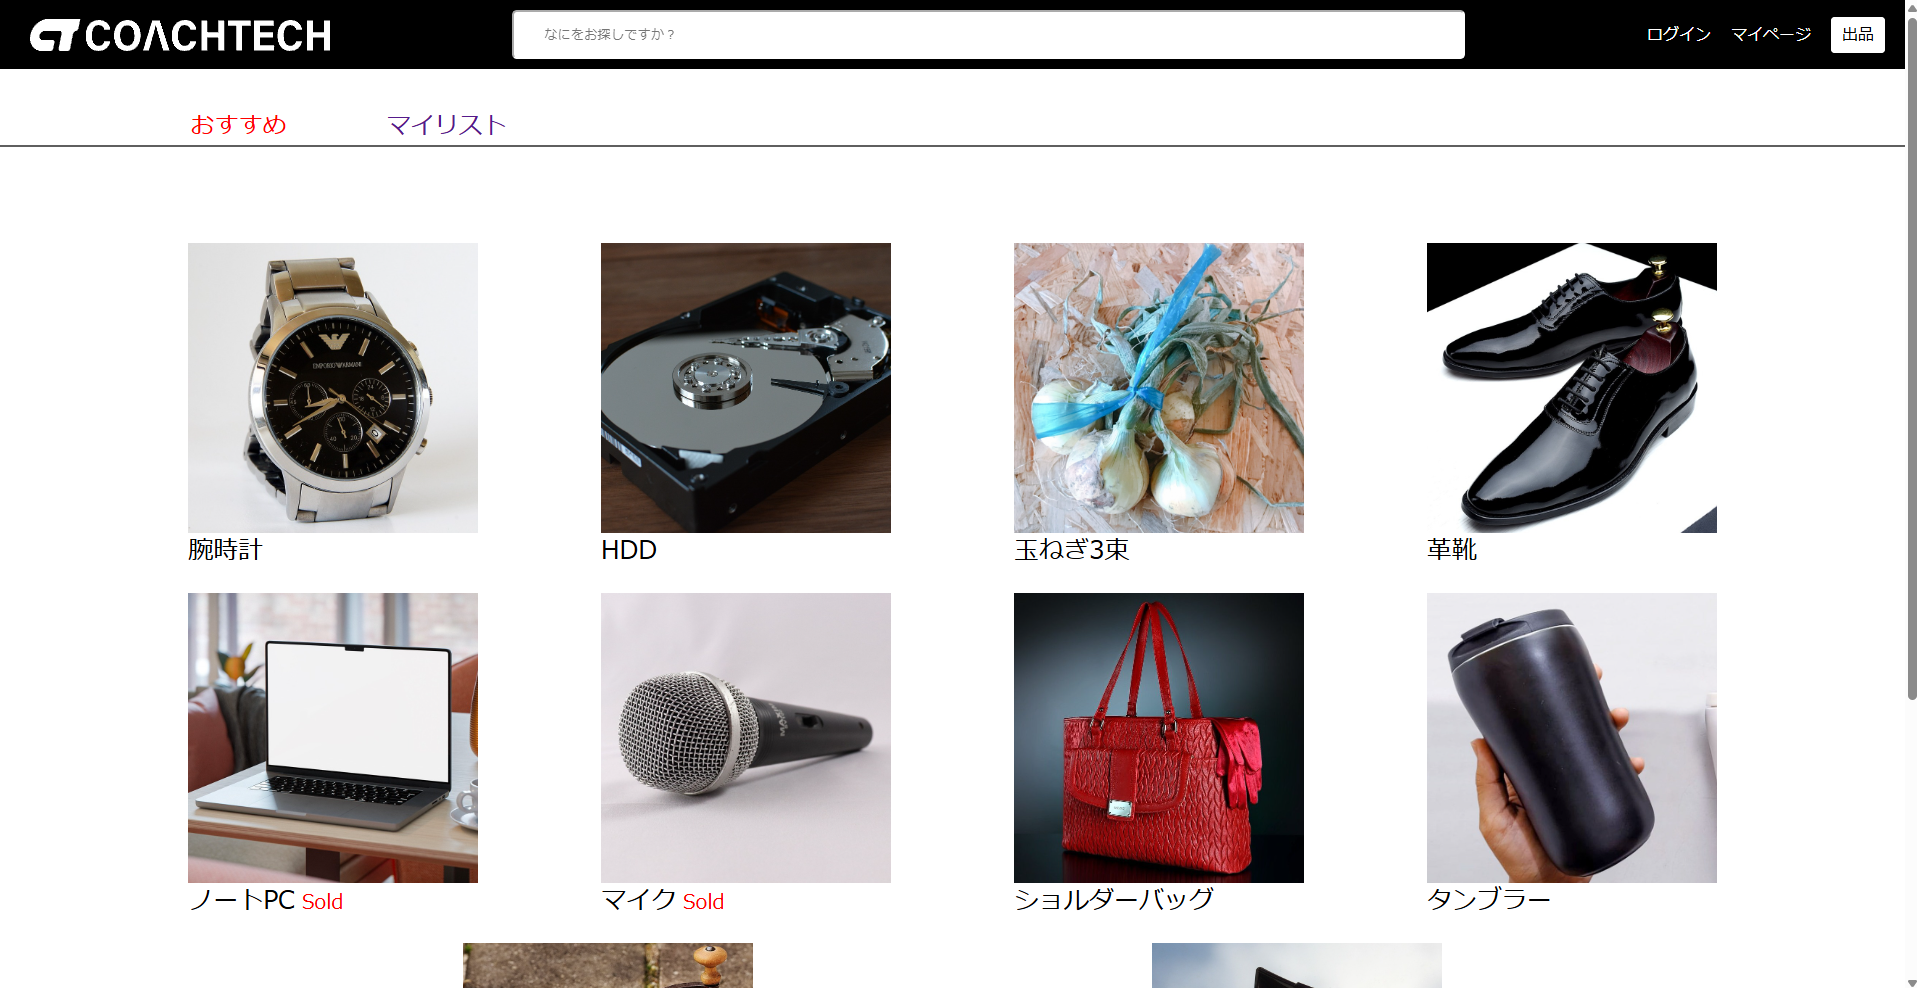 COACHTECH
なにをお探しですか？
ログイン マイページ 出品
おすすめ マイリスト
EMPORIO ARMANI
腕時計
HDD
玉ねぎ3束
革靴
ノートPC Sold
マイク Sold
ショルダーバッグ
タンブラー